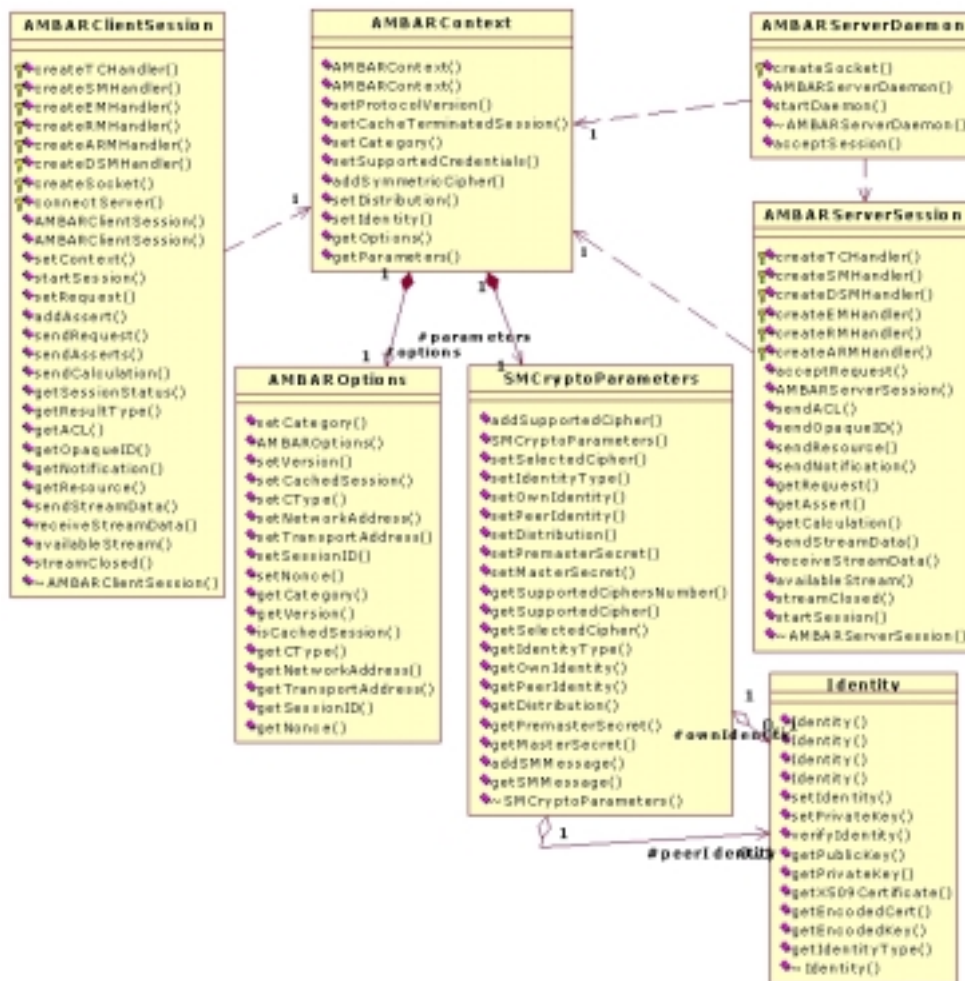 AMBARClientSession
createTCHandler()
createSMHandler()
createEMHandler()
createRMHandler()
createARMHandler()
createDSMHandler()
createSocket()
connectServer()
AMBARClientSession()
AMBARClientSession()
setContext()
startSession()
setRequest()
addAssert()
sendRequest()
sendAsserts()
sendCalculation()
getSessionStatus()
getResultType()
getACL()
getOpaqueID()
getNotification()
getResource()
sendStreamData()
receiveStreamData()
availableStream()
streamClosed()
~AMBARClientSession()
AMBARContext
AMBARContext()
AMBARContext()
setProtocolVersion()
setCacheTerminatedSession()
setCategory()
setSupportedCredentials()
addSymmetricCipher()
setDistribution()
setIdentity()
getOptions()
getParameters()
AMBARServerDaemon
createSocket()
AMBARServerDaemon()
startDaemon()
~AMBARServerDaemon()
acceptSession()
1
1
1
AMBARServerSession
createTCHandler()
createSMHandler()
createDSMHandler()
createEMHandler()
createRMHandler()
createARMHandler()
acceptRequest()
AMBARServerSession()
sendACL()
sendOpaqueID()
sendResource()
sendNotification()
getRequest()
getAssert()
getCalculation()
sendStreamData()
receiveStreamData()
availableStream()
streamClosed()
startSession()
~AMBARServerSession()
1
1
#parameters
#options
1
1
AMBAROptions
setCategory()
AMBAROptions()
setVersion()
setCachedSession()
setCType()
setNetworkAddress()
setTransportAddress()
setSessionID()
setNonce()
getCategory()
getVersion()
isCachedSession()
getCType()
getNetworkAddress()
getTransportAddress()
getSessionID()
getNonce()
SMCryptoParameters
addSupportedCipher()
SMCryptoParameters()
setSelectedCipher()
setIdentityType()
setOwnIdentity()
setPeerIdentity()
setDistribution()
setPremasterSecret()
setMasterSecret()
getSupportedCiphersNumber()
getSupportedCipher()
getSelectedCipher()
getIdentityType()
getOwnIdentity()
getPeerIdentity()
getDistribution()
getPremasterSecret()
getMasterSecret()
addSMMessage()
getSMMessage()
~SMCryptoParameters()
1
#ownIdentity
1
#peerIdentity
Identity
Identity()
Identity()
Identity()
Identity()
setIdentity()
setPrivateKey()
verifyIdentity()
getPublicKey()
getPrivateKey()
getX509Certificate()
getEncodedCert()
getEncodedKey()
getIdentityType()
~Identity()